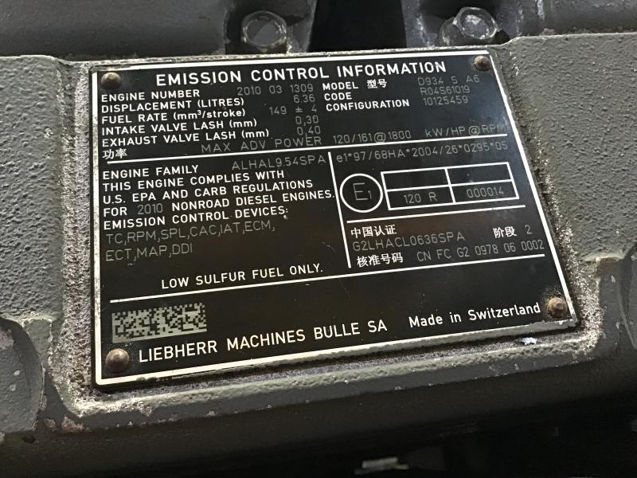 EMISSION CONTROL INFORMATION
ENGINE NUMBER 2010 03 1309 MODEL 型号 D934 S A6
DISPLACEMENT (LITRES) 6.36 CODE R04S61019
FUEL RATE (mm³/stroke) 149 ± 4 CONFIGURATION 10125459
INTAKE VALVE LASH (mm) 0,30
EXHAUST VALVE LASH (mm) 0,40
功率 MAX ADV POWER 120/161@1800 kW/HP@RPM
ENGINE FAMILY ALHAL9.54SPA
THIS ENGINE COMPLIES WITH
U.S. EPA AND CARB REGULATIONS
FOR 2010 NONROAD DIESEL ENGINES.
EMISSION CONTROL DEVICES:
TC,RPM,SPL,CAC,IAT,ECM,
ECT,MAP,DDI
LOW SULFUR FUEL ONLY.
e1*97/68HA*2004/26*0295*05
E1
120 R 000014
中国认证 阶段 2
G2LHACL0636SPA
核准号码 CN FC G2 0978 06 0002
LIEBHERR MACHINES BULLE SA Made in Switzerland